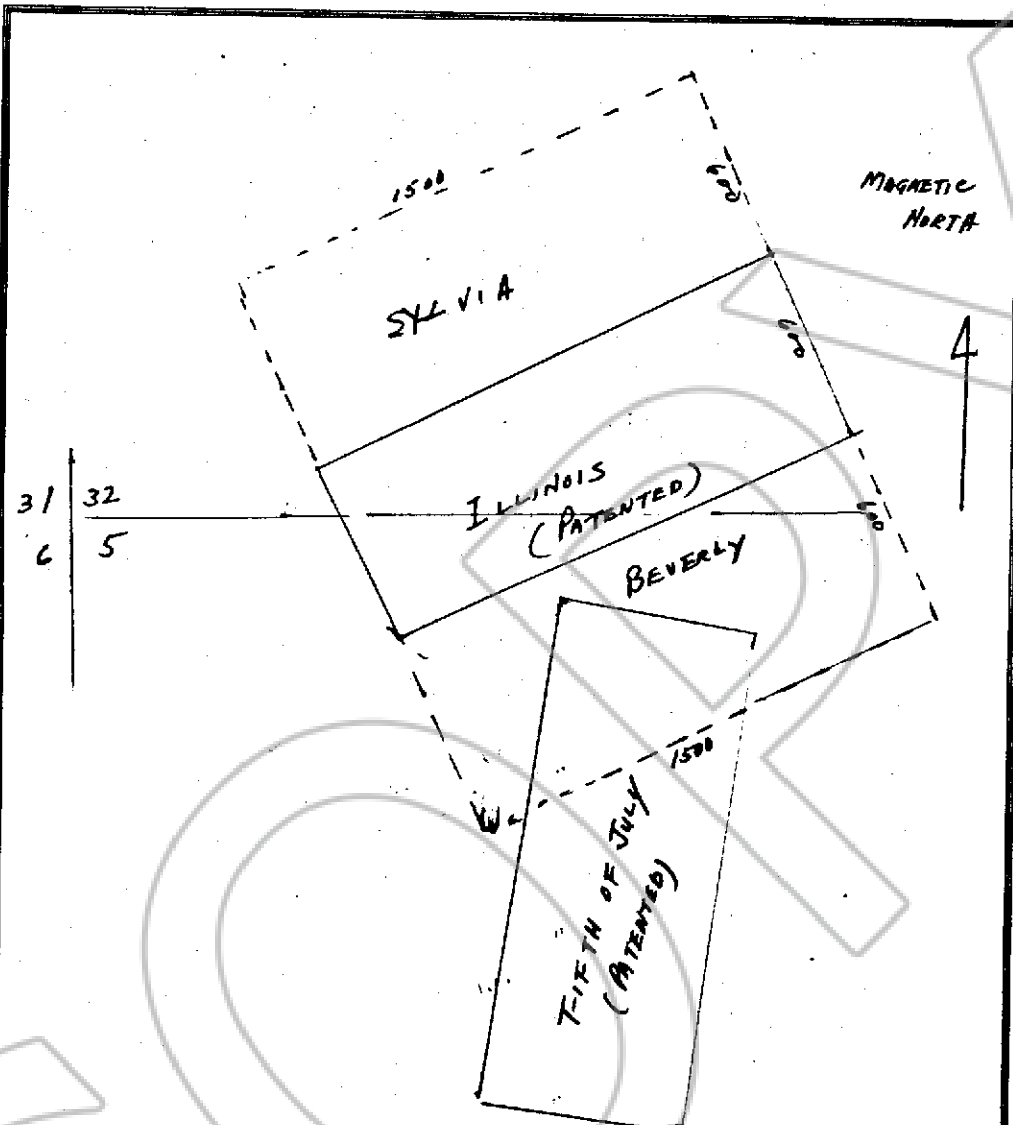 1500
600
MAGNETIC
NORTH
SYLVIA
600
31 32
6 5
ILLINOIS
(PATENTED)
600
BEVERLY
1500
FIFTH OF JULY
(PATENTED)